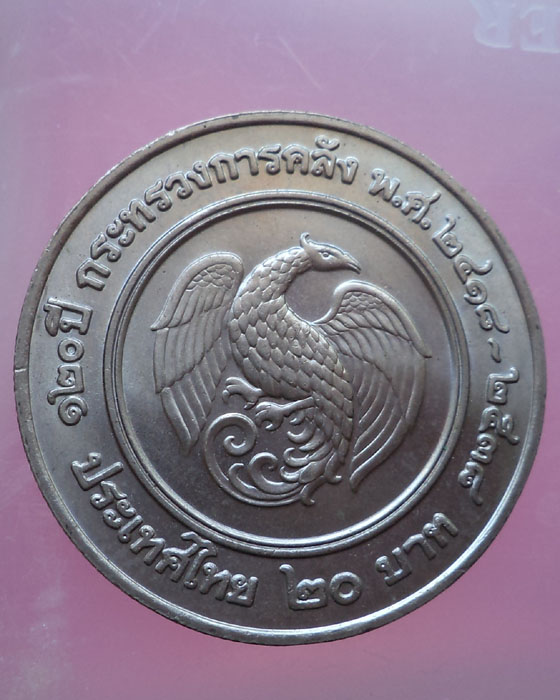 ๑๒๐ปี กระทรวงการคลัง พ.ศ. ๒๔๑๘ - ๒๕๓๘
ประเทศไทย ๒๐ บาท
ER